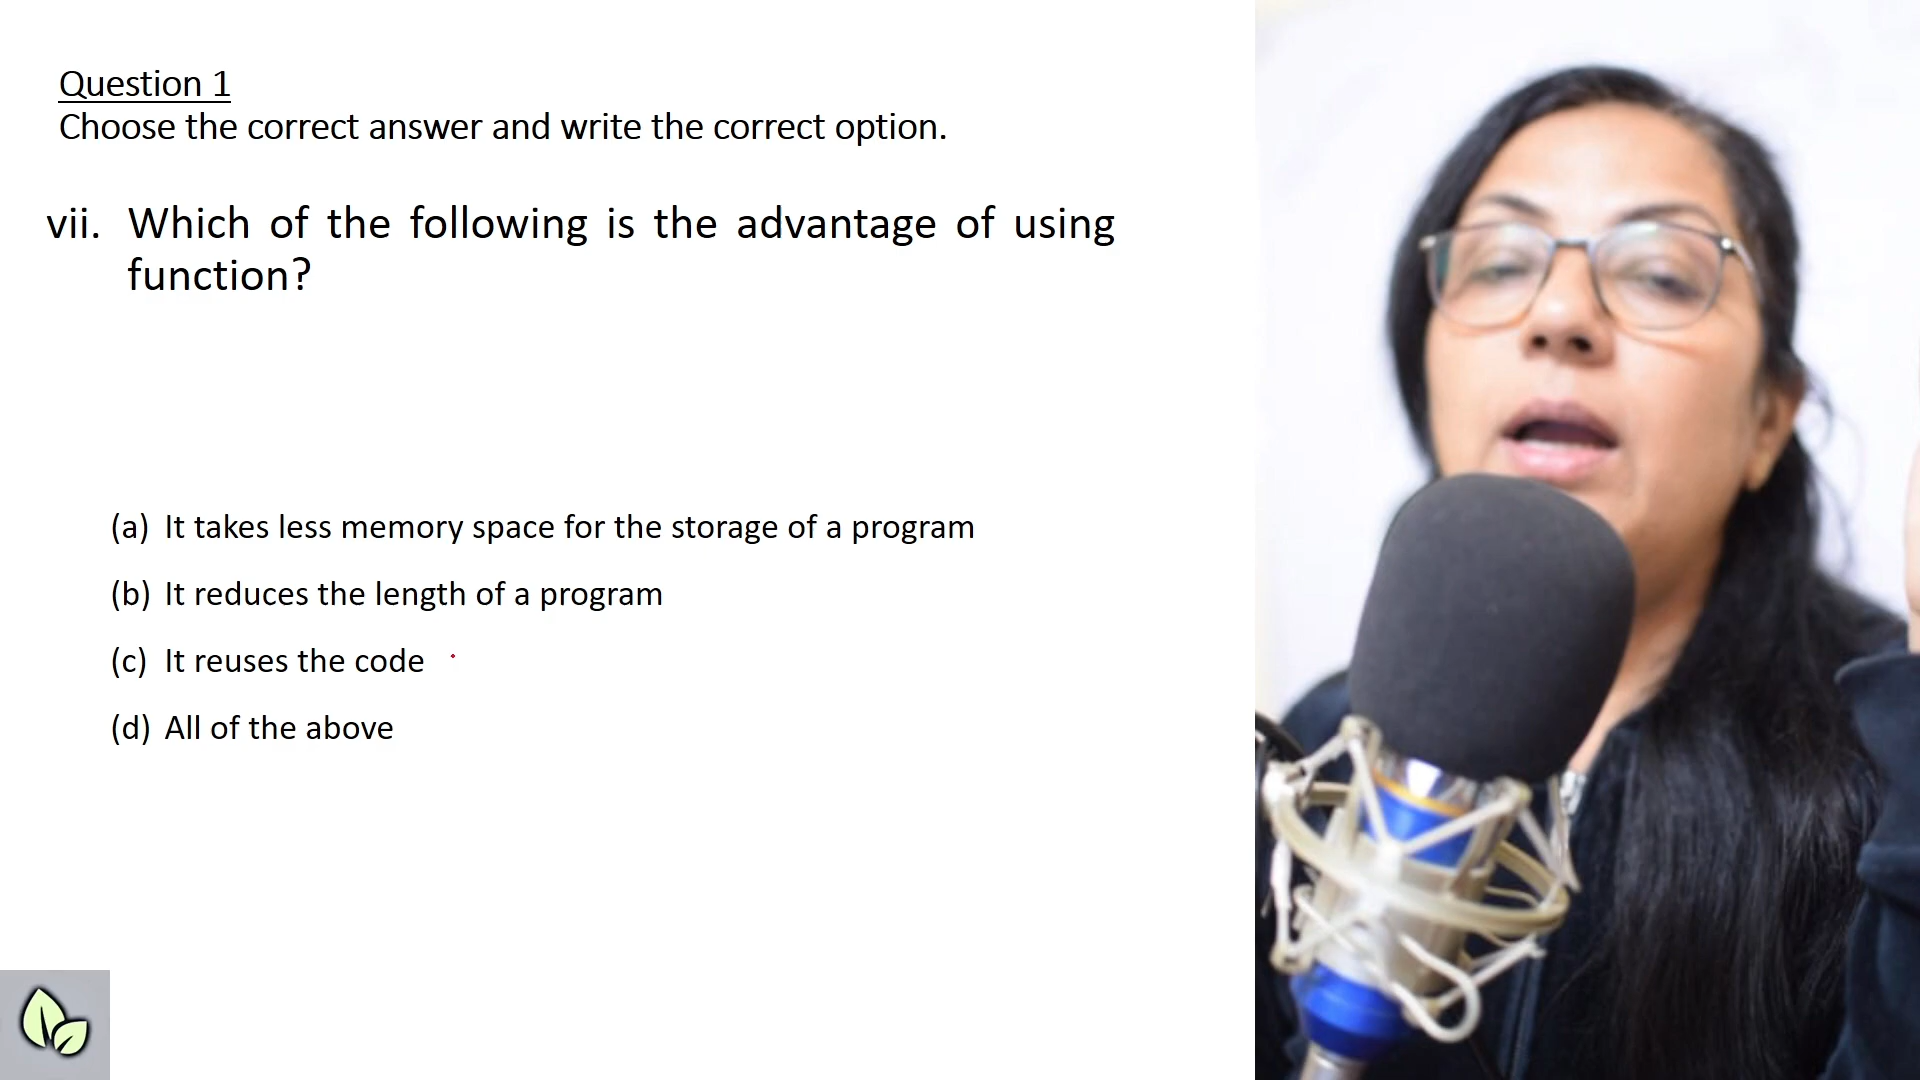 Question 1
Choose the correct answer and write the correct option.
vii. Which of the following is the advantage of using
function?
(a) It takes less memory space for the storage of a program
(b) It reduces the length of a program
(c) It reuses the code
(d) All of the above